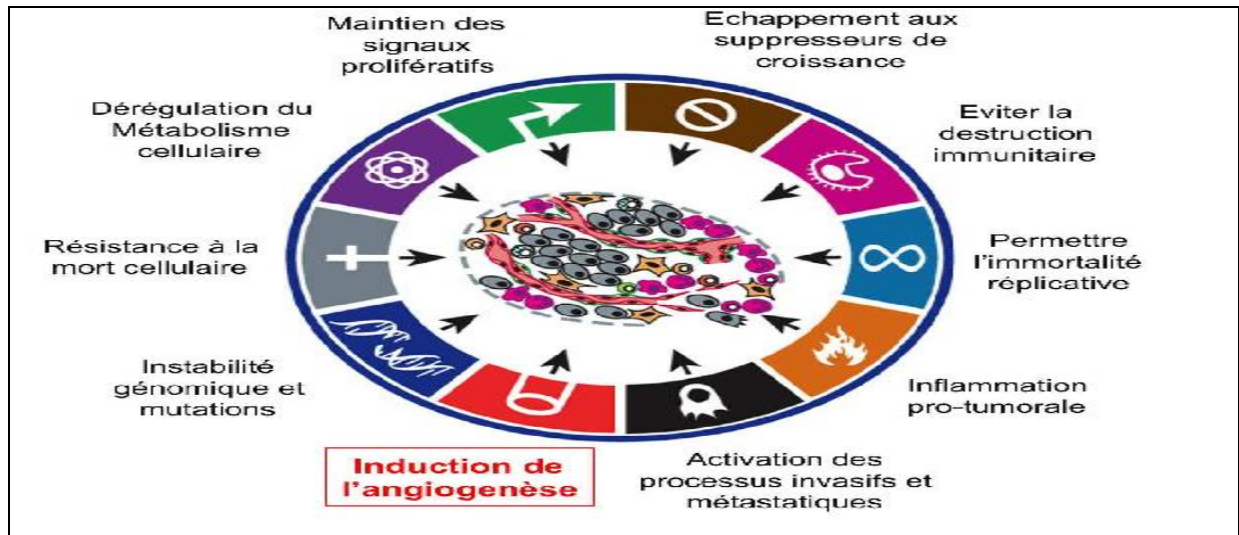 Maintien des
signaux
prolifératifs
Echappement aux
suppresseurs de
croissance
Dérégulation du
Métabolisme
cellulaire
Eviter la
destruction
immunitaire
Résistance à la
mort cellulaire
Permettre
l'immortalité
réplicative
Instabilité
génomique et
mutations
Inflammation
pro-tumorale
Induction de
l'angiogenèse
Activation des
processus invasifs et
métastatiques